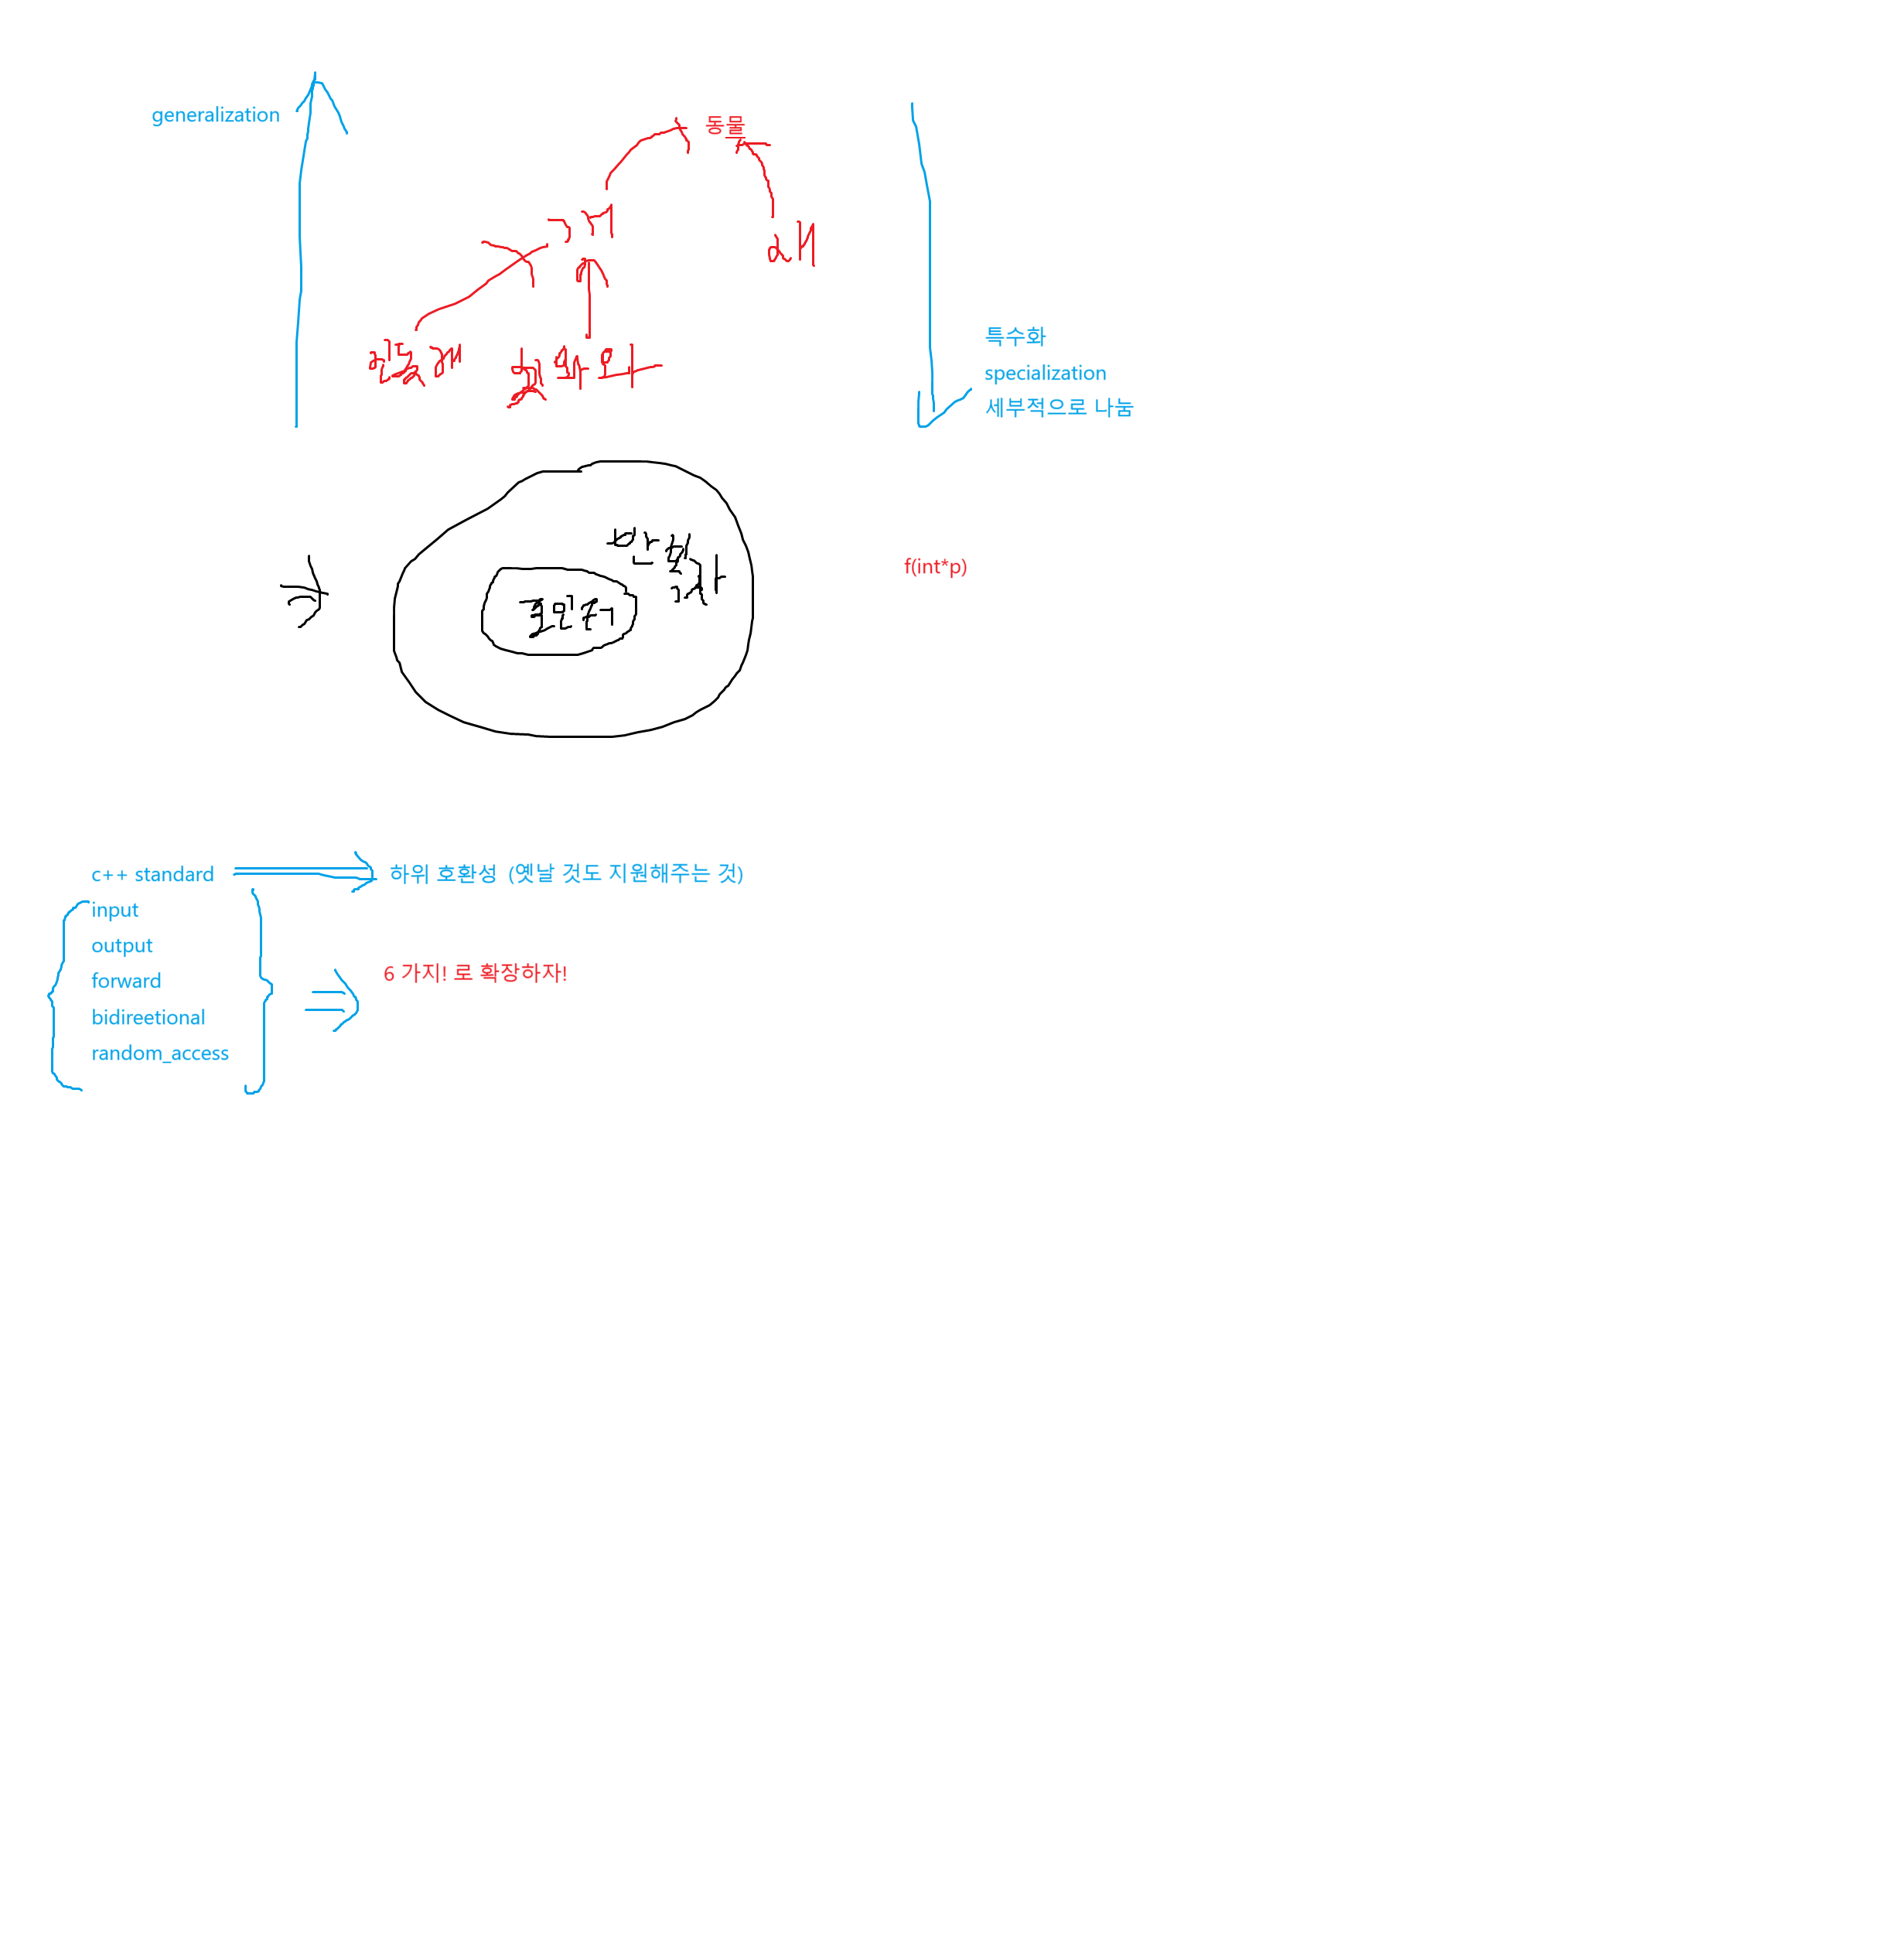 generalization
동물
개
새
진돗개
치와와
특수화
specialization
세부적으로 나눔
반복자
포인터
f(int*p)
c++ standard
하위 호환성 (옛날 것도 지원해주는 것)
input
output
forward
bidireetional
random_access
6 가지! 로 확장하자!